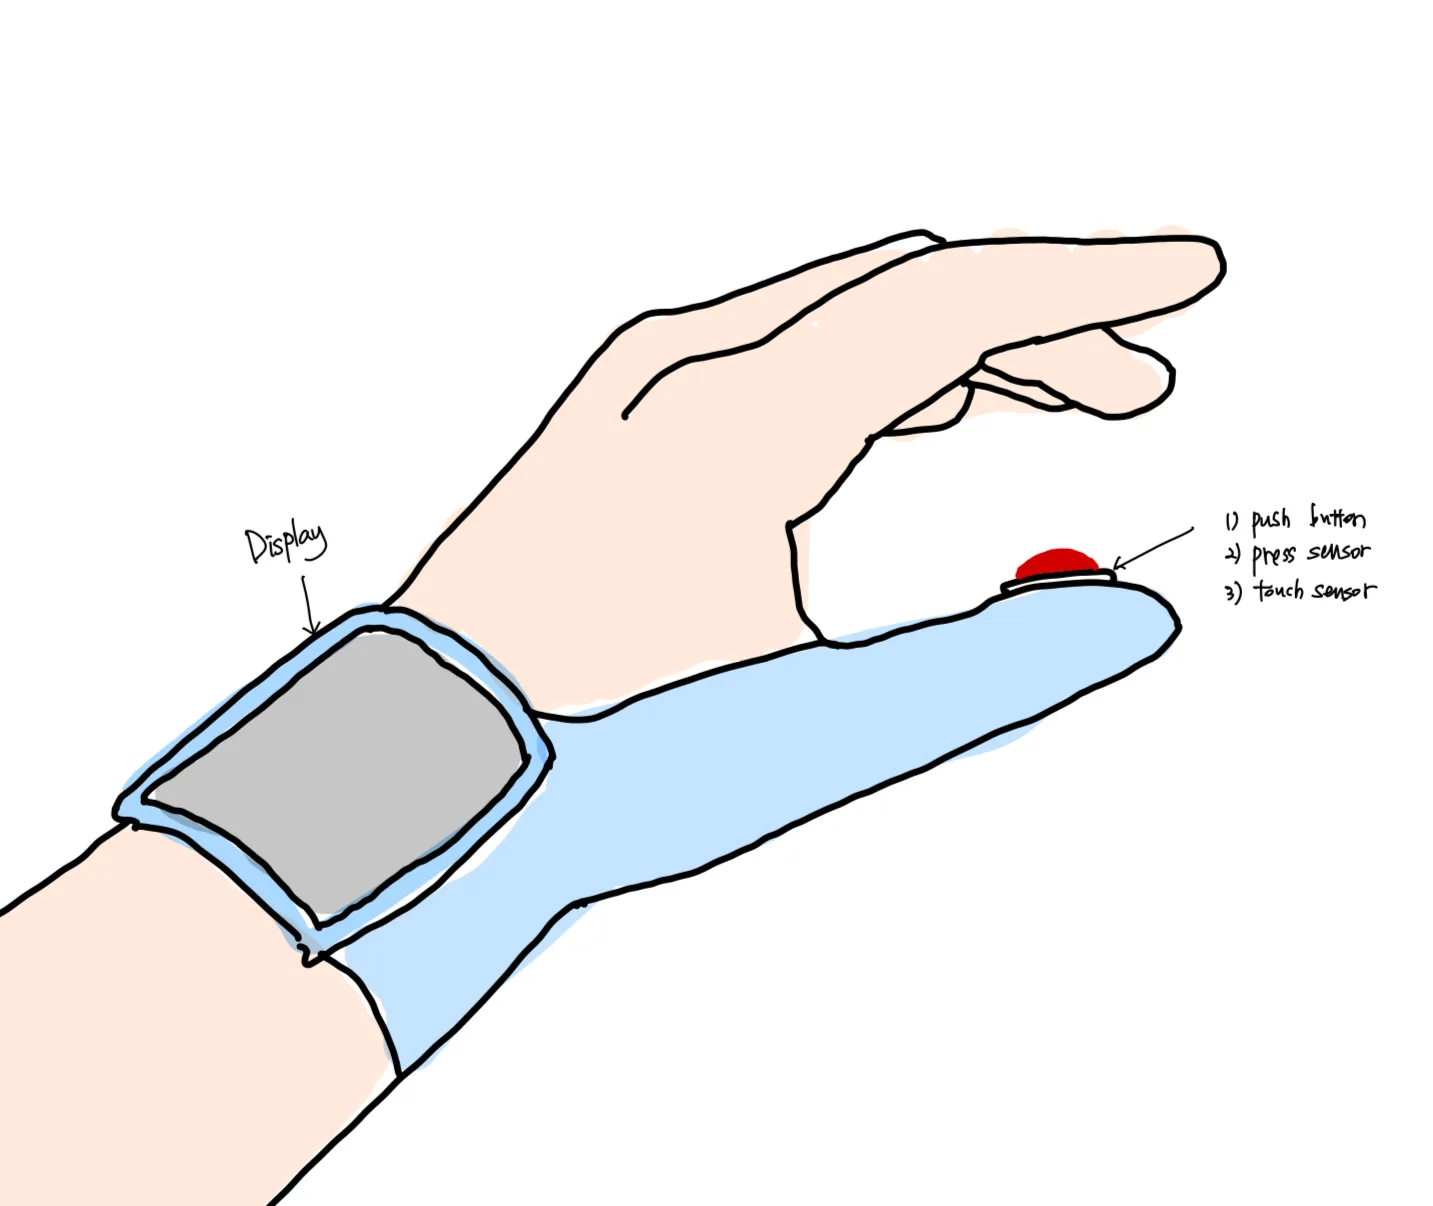 Display
1) push button
2) press sensor
3) touch sensor